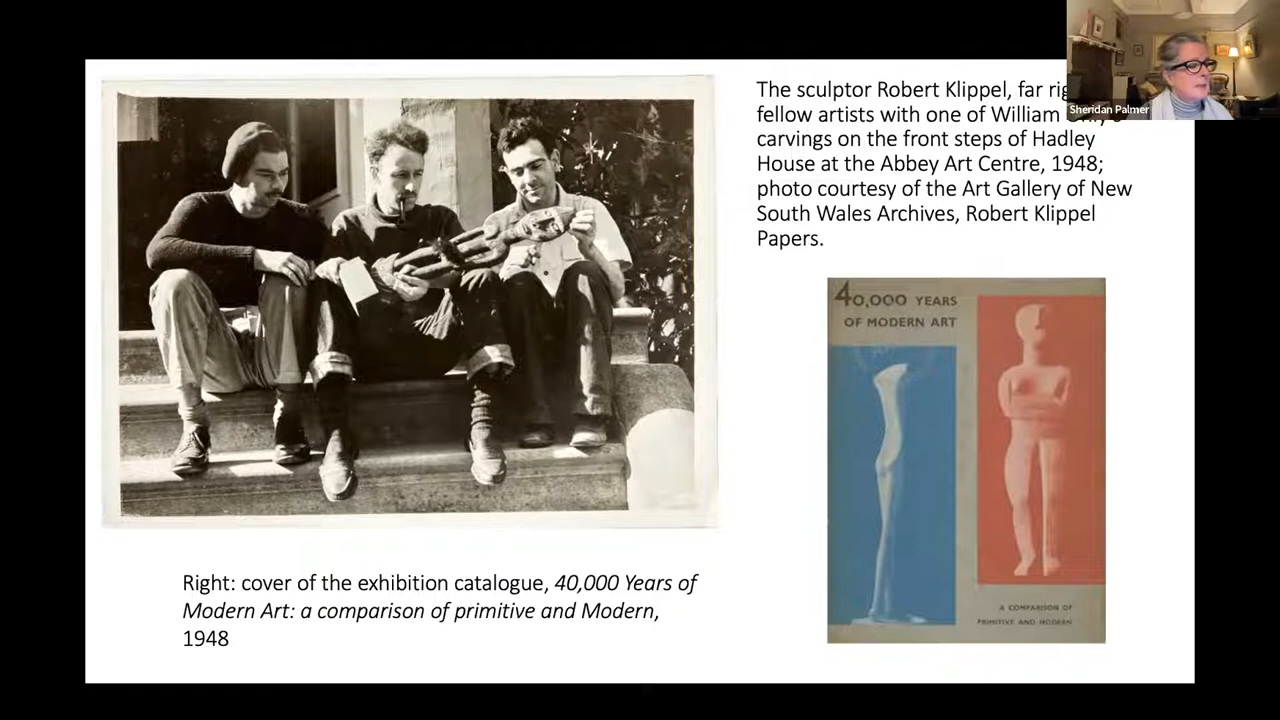 The sculptor Robert Klippel, far
fellow artists with one of William
carvings on the front steps of Hadley
House at the Abbey Art Centre, 1948;
photo courtesy of the Art Gallery of New
South Wales Archives, Robert Klippel
Papers.
Sheridan Palmer
40,000 YEARS
OF MODERN ART
A COMPARISON OF
PRIMITIVE AND MODERN
Right: cover of the exhibition catalogue, 40,000 Years of
Modern Art: a comparison of primitive and Modern,
1948